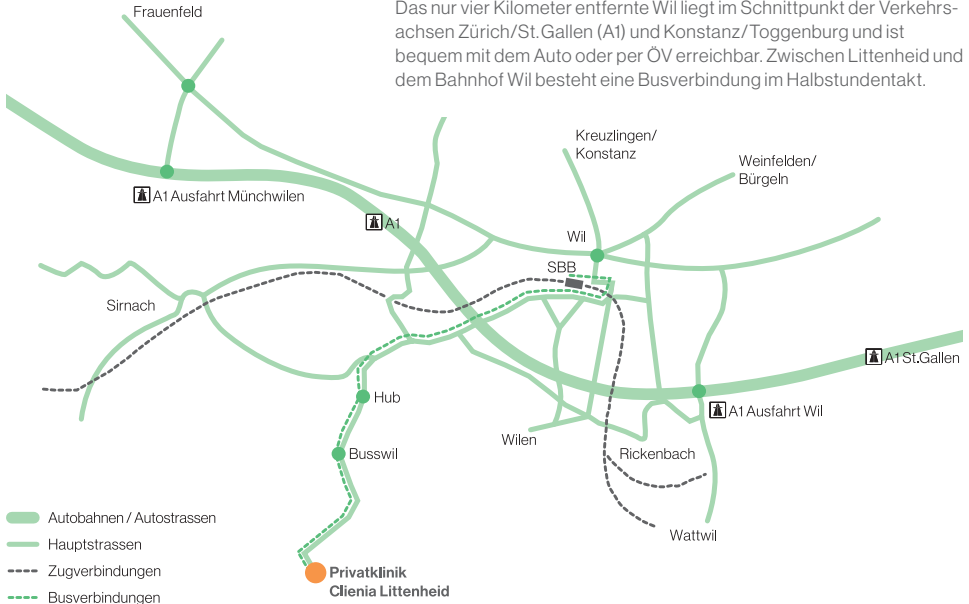 Das nur vier Kilometer entfernte Wil liegt im Schnittpunkt der Verkehrs-
achsen Zürich/St.Gallen (A1) und Konstanz/Toggenburg und ist
bequem mit dem Auto oder per ÖV erreichbar. Zwischen Littenheid und
dem Bahnhof Wil besteht eine Busverbindung im Halbstundentakt.
Frauenfeld
Kreuzlingen/
Konstanz
Weinfelden/
Bürgeln
A1 Ausfahrt Münchwilen
A1
Wil
SBB
Sirnach
A1 St.Gallen
Hub
A1 Ausfahrt Wil
Wilen
Busswil
Rickenbach
Wattwil
Autobahnen / Autostrassen
Hauptstrassen
Zugverbindungen
Busverbindungen
Privatklinik
Clienia Littenheid